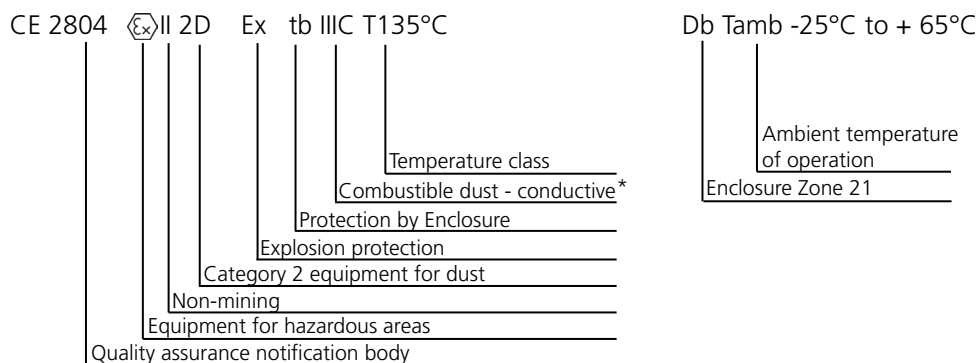 CE 2804 Ex II 2D Ex tb IIIC T135°C Db Tamb -25°C to + 65°C
Ambient temperature
of operation
Temperature class
Combustible dust - conductive*
Enclosure Zone 21
Protection by Enclosure
Explosion protection
Category 2 equipment for dust
Non-mining
Equipment for hazardous areas
Quality assurance notification body